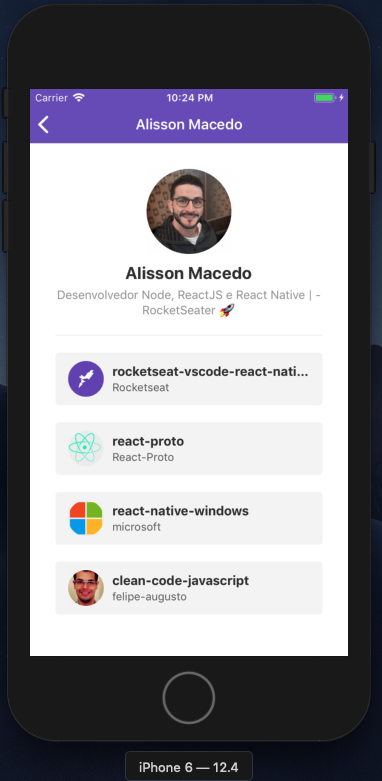 Carrier 10:24 PM
Alisson Macedo
Alisson Macedo
Desenvolvedor Node, ReactJS e React Native | -
RocketSeater 🚀
rocketseat-vscode-react-nati...
Rocketseat
react-proto
React-Proto
react-native-windows
microsoft
clean-code-javascript
felipe-augusto
iPhone 6 — 12.4